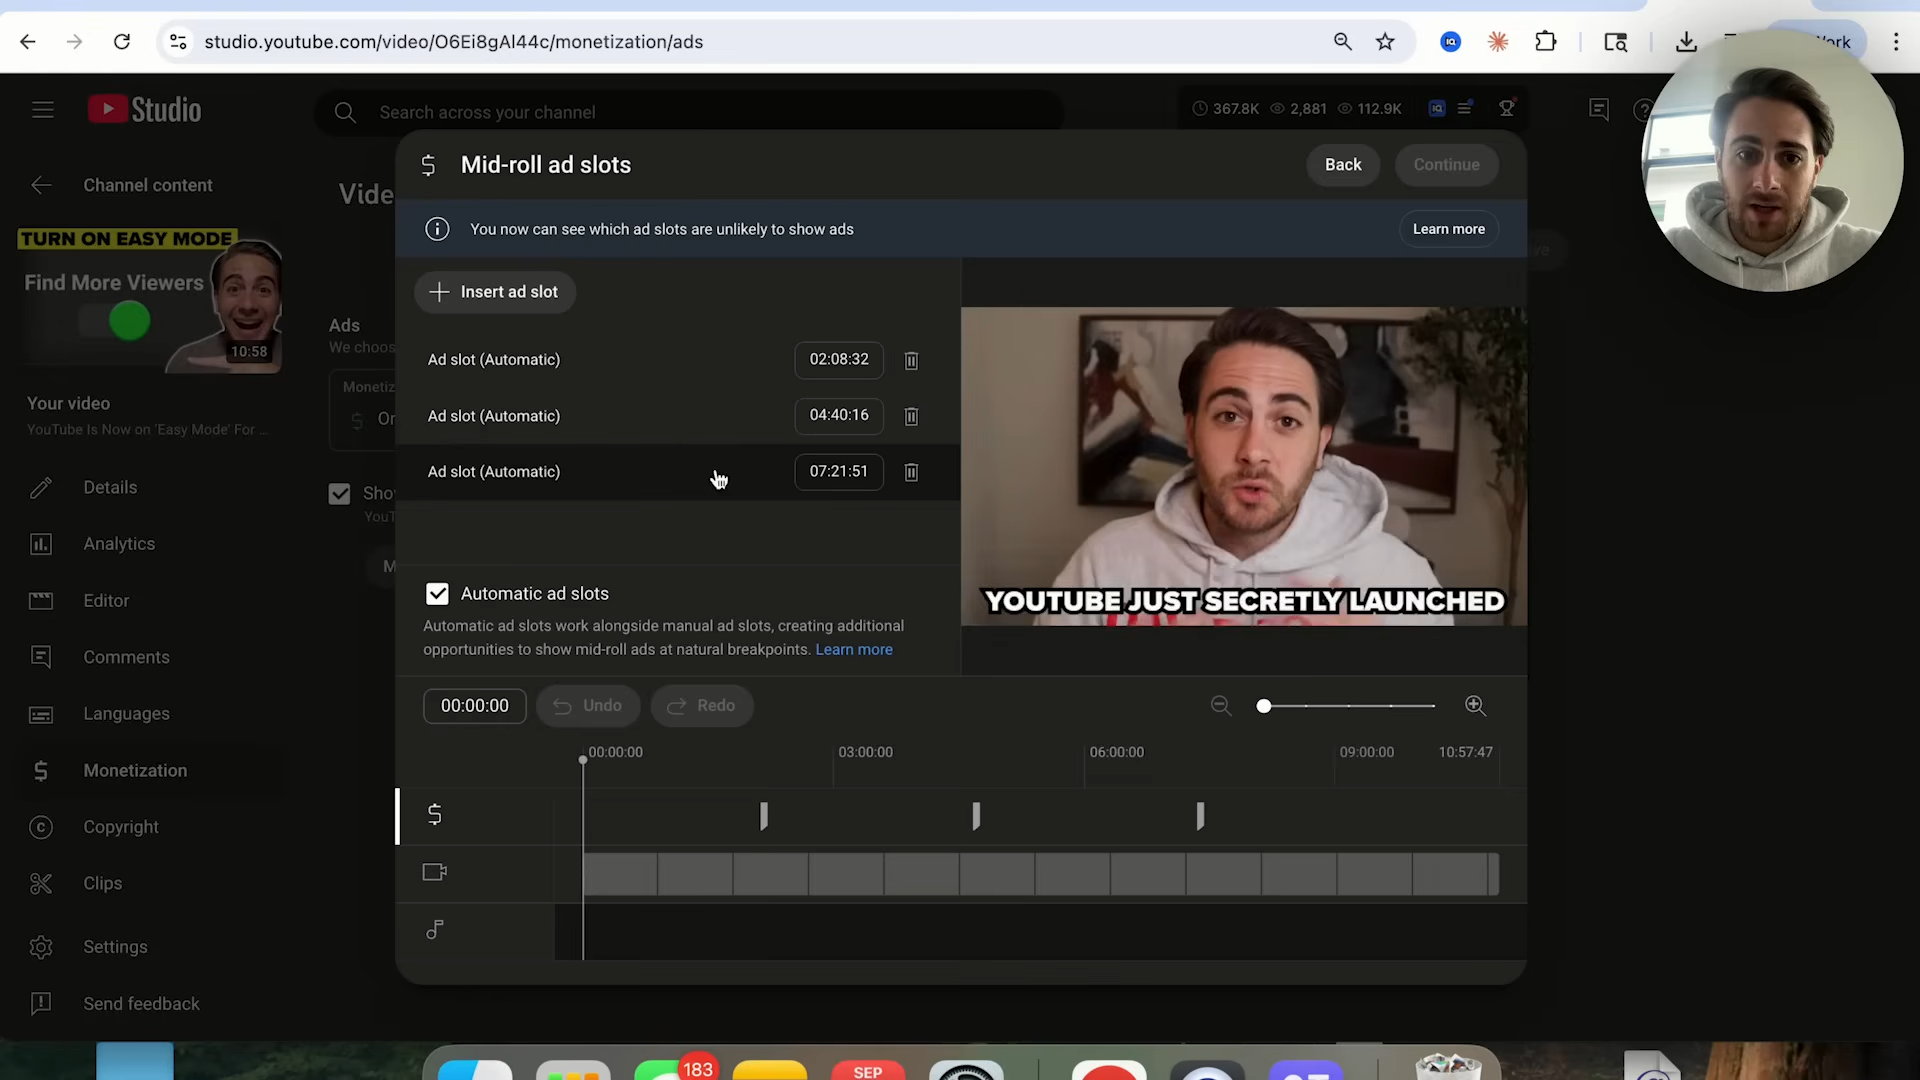 studio.youtube.com/video/O6Ei8gAl44c/monetization/ads
Studio
Search across your channel
367.8K
2,881
112.9K
Channel content
TURN ON EASY MODE
Find More Viewers
10:58
Your video
YouTube Is Now on 'Easy Mode' For ...
Details
Analytics
Editor
Comments
Languages
Monetization
Copyright
Clips
Settings
Send feedback
Ads
Mid-roll ad slots
Back
Continue
You now can see which ad slots are unlikely to show ads
Learn more
Insert ad slot
Ad slot (Automatic)
02:08:32
Ad slot (Automatic)
04:40:16
Ad slot (Automatic)
07:21:51
YOUTUBE JUST SECRETLY LAUNCHED
Automatic ad slots
Automatic ad slots work alongside manual ad slots, creating additional
opportunities to show mid-roll ads at natural breakpoints. Learn more
00:00:00
Undo
Redo
00:00:00
03:00:00
06:00:00
09:00:00
10:57:47
183
SEP